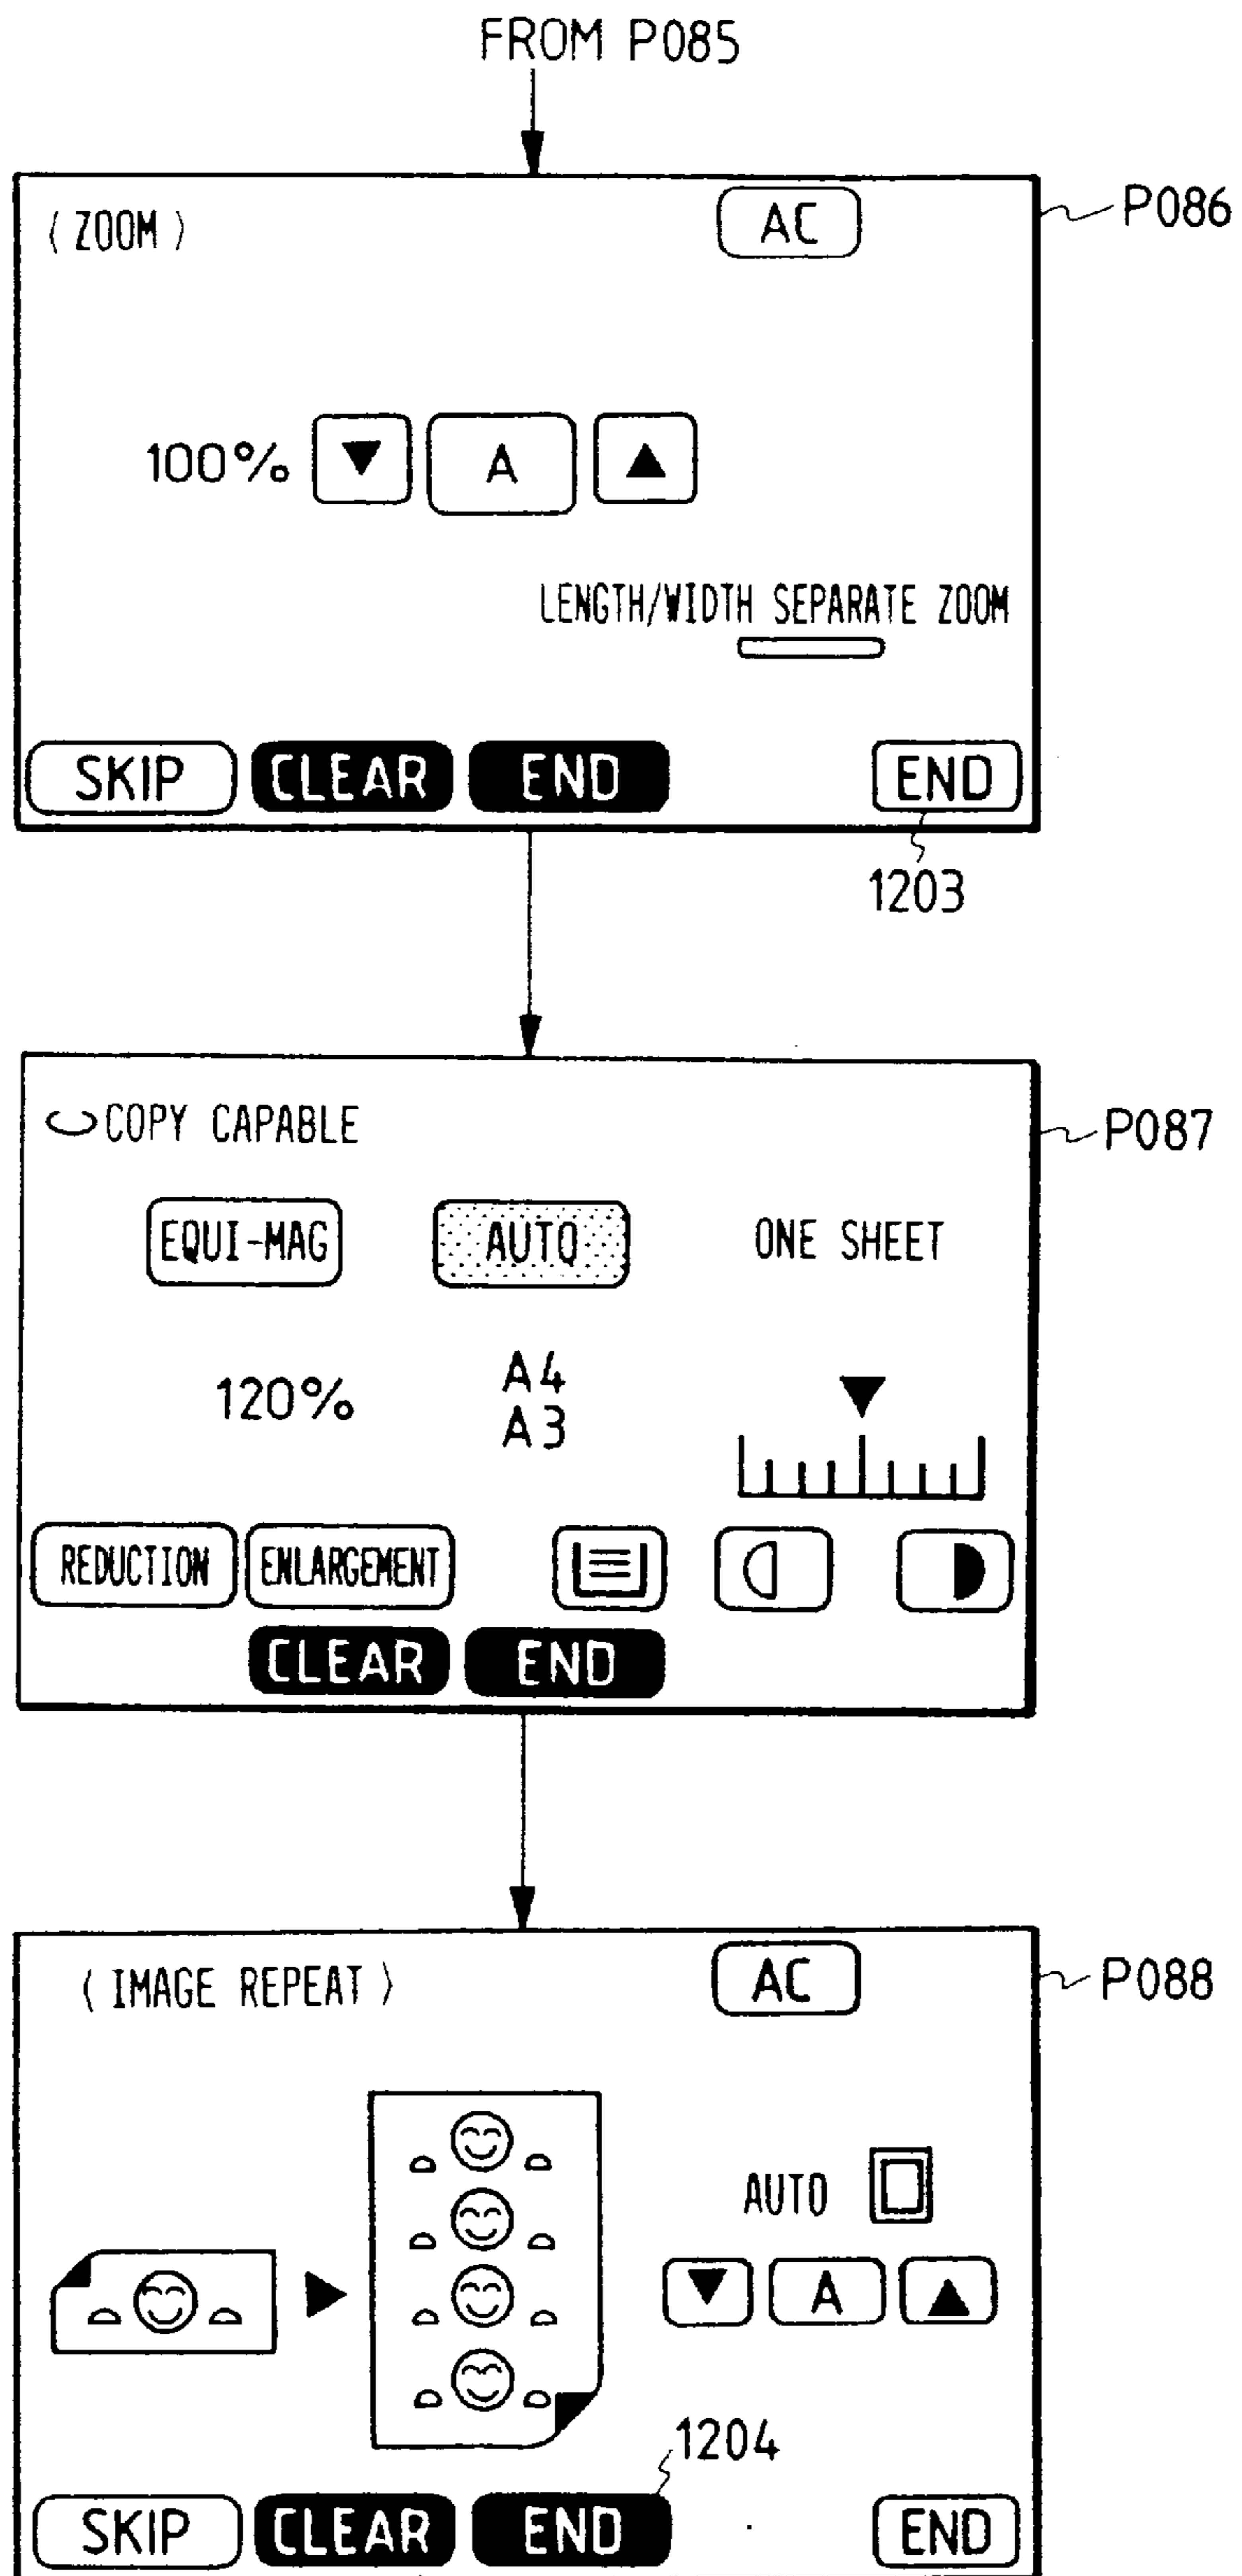 FROM P085
P086
⟨ ZOOM ⟩ AC
100% ▼ A ▲
LENGTH/WIDTH SEPARATE ZOOM
SKIP CLEAR END END
1203
P087
COPY CAPABLE
EQUI-MAG AUTO ONE SHEET
120% A4
A3
REDUCTION ENLARGEMENT
CLEAR END
P088
⟨ IMAGE REPEAT ⟩ AC
AUTO
▼ A ▲
1204
SKIP CLEAR END END